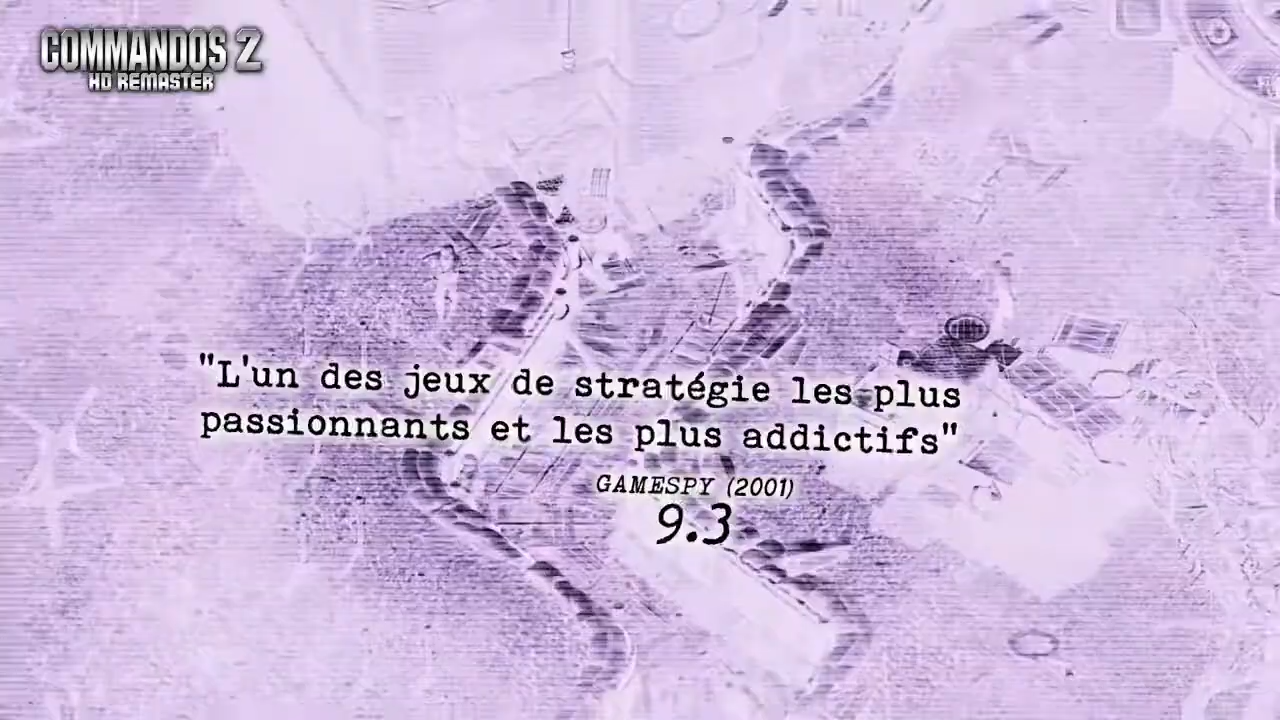 COMMANDOS 2
HD REMASTER
"L'un des jeux de stratégie les plus
passionnants et les plus addictifs"
GAMESPY (2001)
9.3